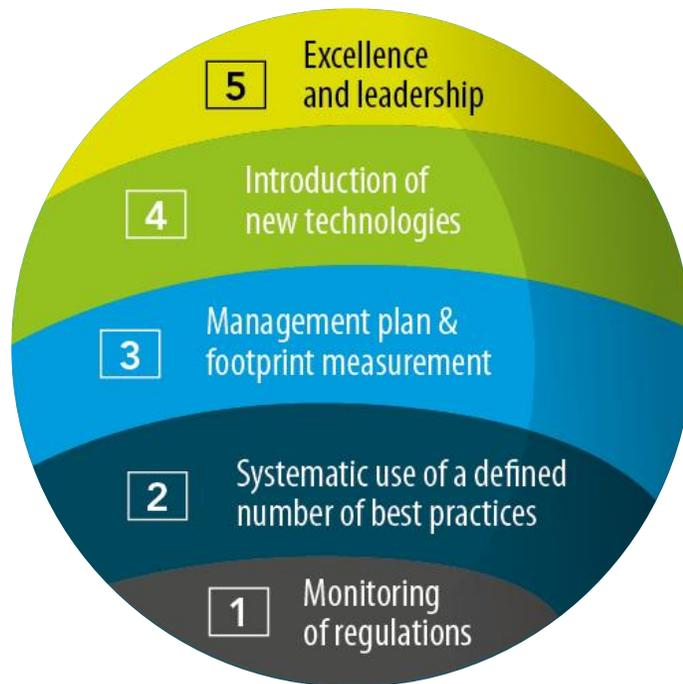 5
Excellence
and leadership
4
Introduction of
new technologies
3
Management plan &
footprint measurement
2
Systematic use of a defined
number of best practices
1
Monitoring
of regulations